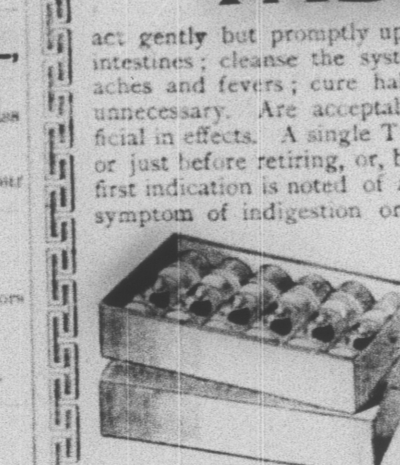 act gently but promptly up
intestines; cleanse the syst
aches and fevers; cure ha
unnecessary. Are acceptal
ficial in effects. A single T
or just before retiring, or, b
first indication is noted of
symptom of indigestion or